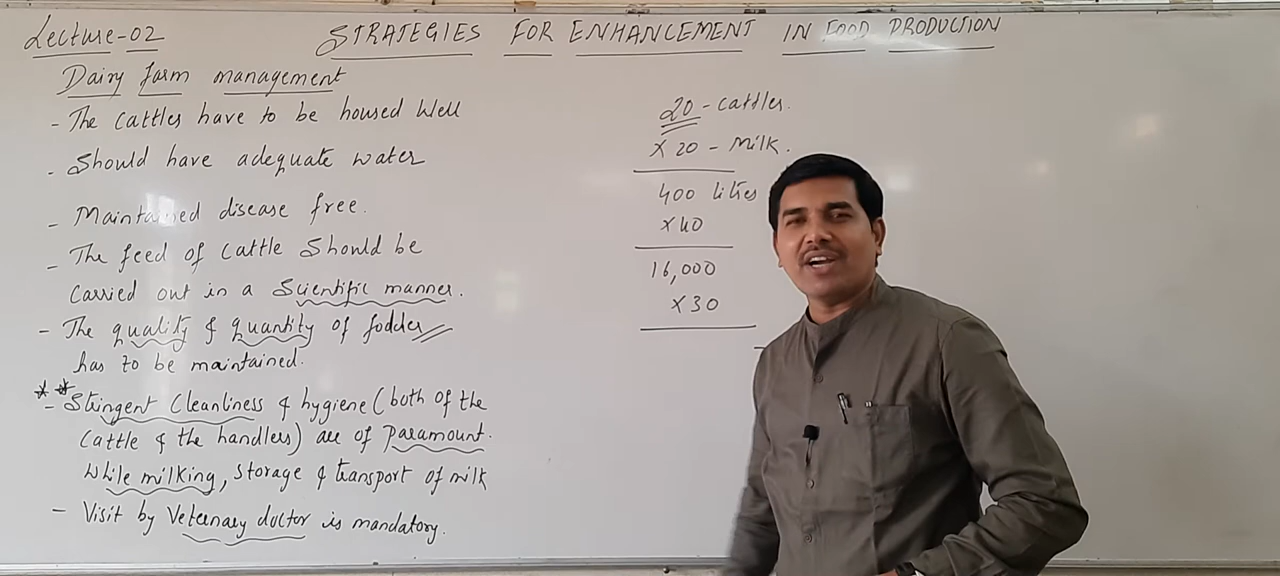 Lecture-02
STRATEGIES FOR ENHANCEMENT IN FOOD PRODUCTION
Dairy farm management
- The cattles have to be housed well
- Should have adequate water
- Maintained disease free.
- The feed of cattle should be
carried out in a scientific manner.
- The quality & quantity of fodder
has to be maintained.
** - Stringent cleanliness & hygiene (both of the
cattle & the handlers) are of paramount.
while milking, storage & transport of milk
- Visit by Veternary doctor is mandatory.
20 - cattles.
x 20 - milk.
400 litres
x 40
16,000
x 30